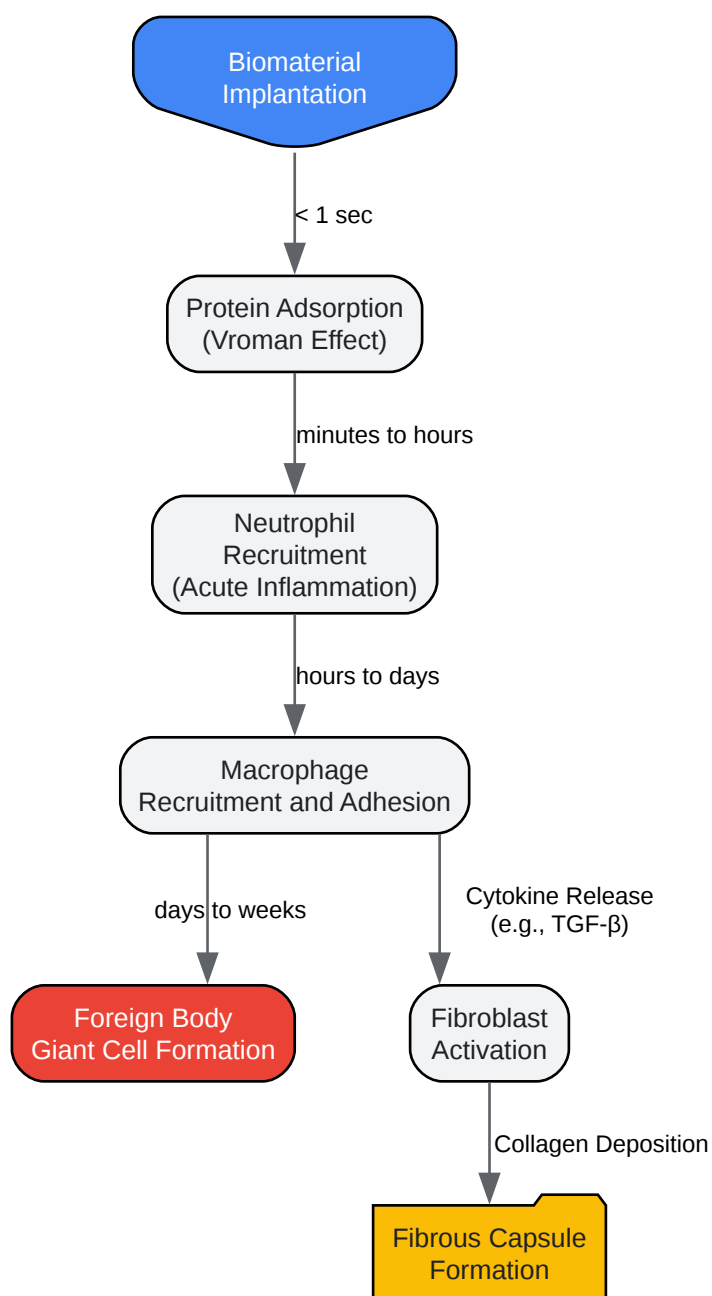 Biomaterial
Implantation
< 1 sec
Protein Adsorption
(Vroman Effect)
minutes to hours
Neutrophil
Recruitment
(Acute Inflammation)
hours to days
Macrophage
Recruitment and Adhesion
days to weeks
Cytokine Release
(e.g., TGF-β)
Foreign Body
Giant Cell Formation
Fibroblast
Activation
Collagen Deposition
Fibrous Capsule
Formation